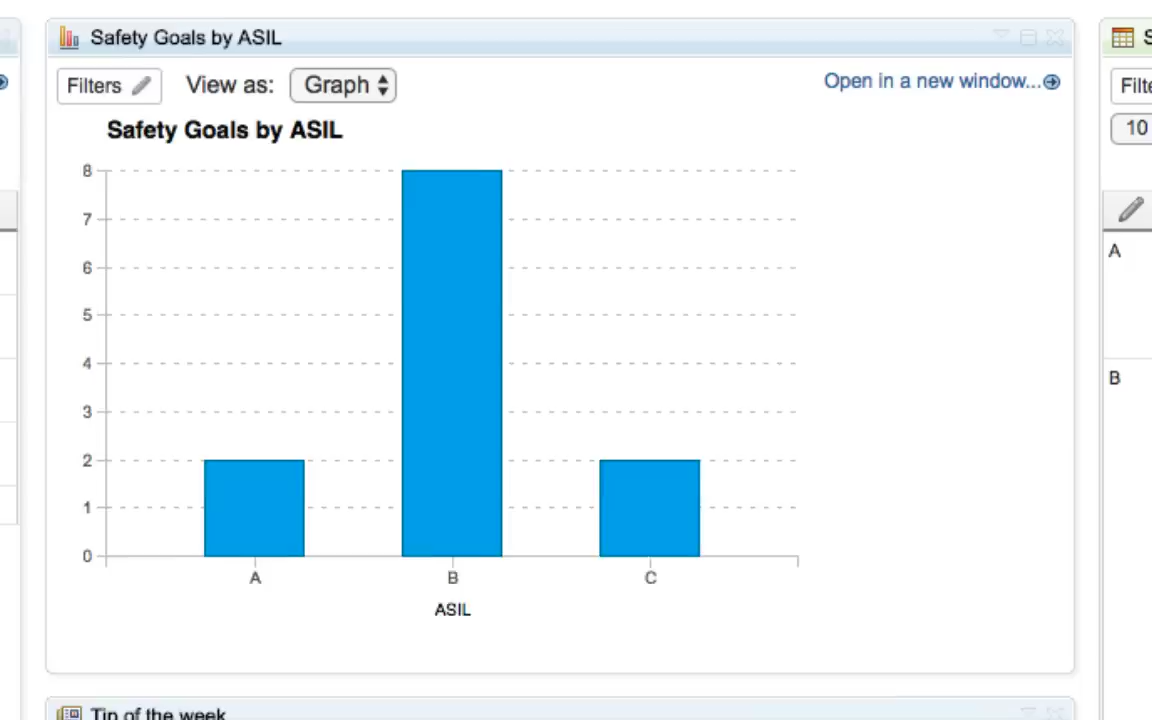 Safety Goals by ASIL
Filters View as: Graph Open in a new window...
Safety Goals by ASIL
8
7
6
5
4
3
2
1
0
A B C
ASIL
Tip of the week
10
A
B